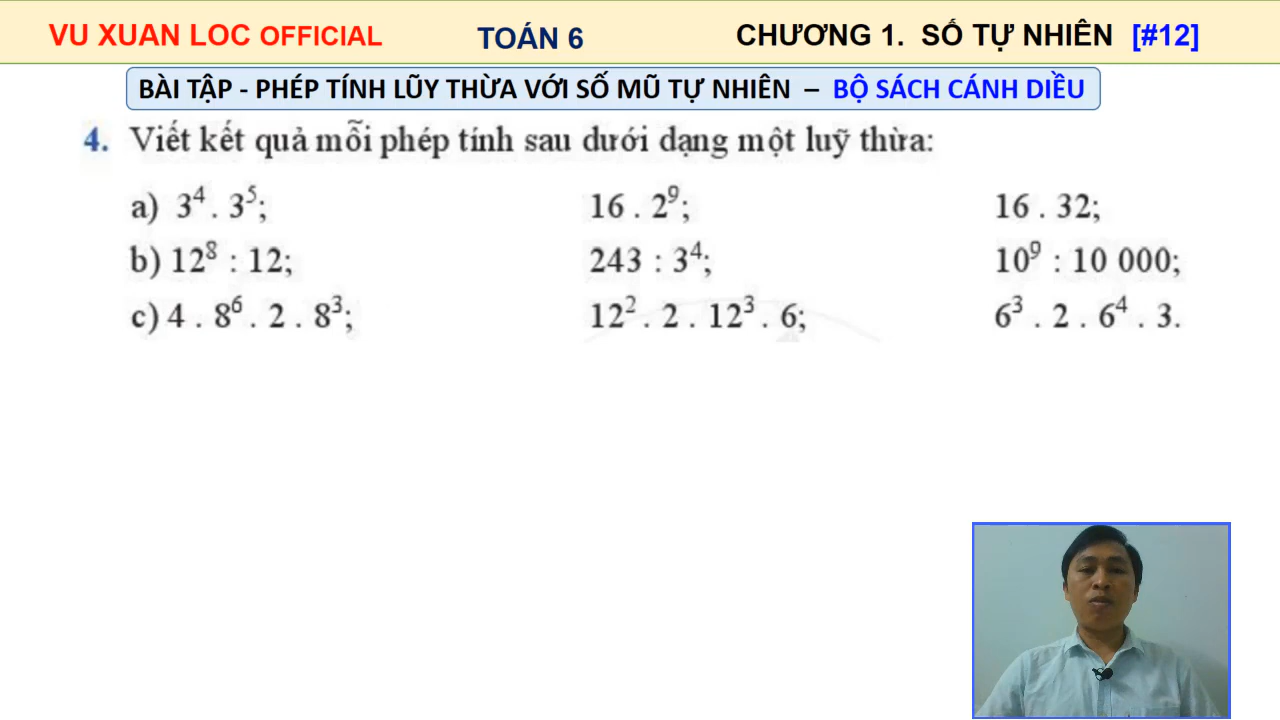 VU XUAN LOC OFFICIAL TOÁN 6 CHƯƠNG 1. SỐ TỰ NHIÊN [#12]
BÀI TẬP - PHÉP TÍNH LŨY THỪA VỚI SỐ MŨ TỰ NHIÊN – BỘ SÁCH CÁNH DIỀU
4. Viết kết quả mỗi phép tính sau dưới dạng một luỹ thừa:
a) 3⁴ . 3⁵; 16 . 2⁹; 16 . 32;
b) 12⁸ : 12; 243 : 3⁴; 10⁹ : 10 000;
c) 4 . 8⁶ . 2 . 8³; 12² . 2 . 12³ . 6; 6³ . 2 . 6⁴ . 3.